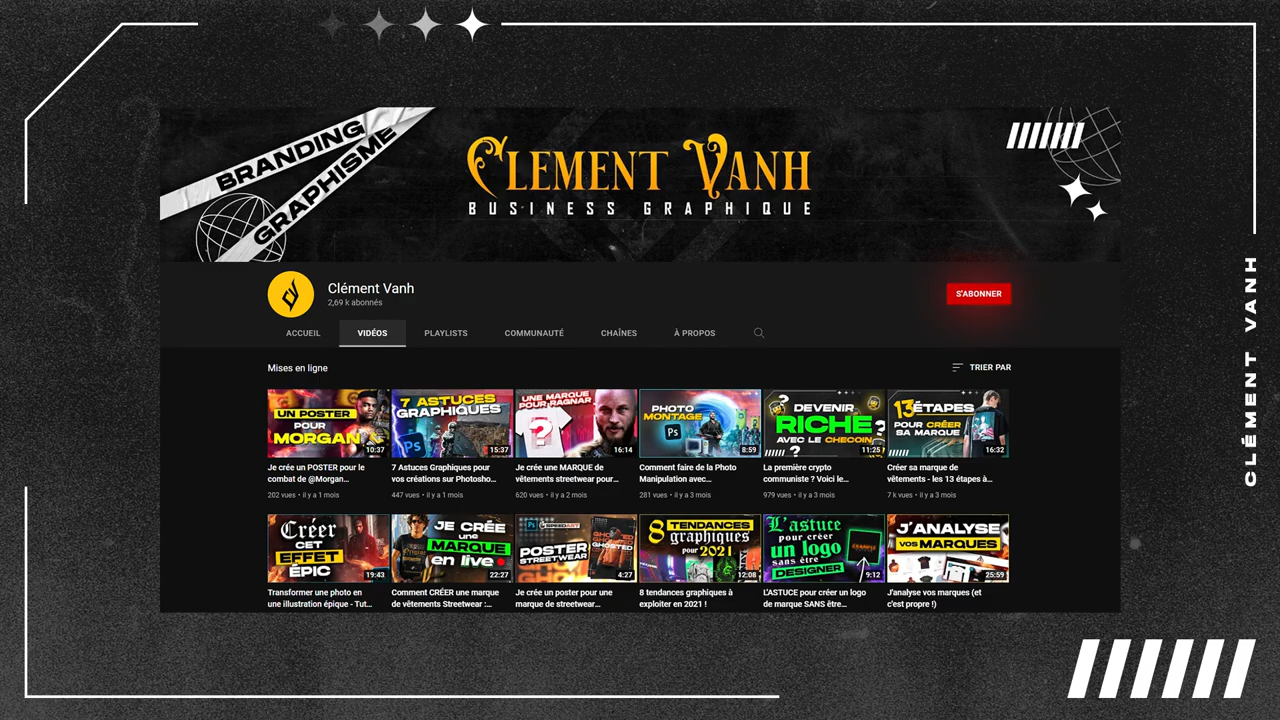 BRANDING
GRAPHISME
CLEMENT VANH
BUSINESS GRAPHIQUE
Clément Vanh
2,69 k abonnés
S'ABONNER
ACCUEIL VIDÉOS PLAYLISTS COMMUNAUTÉ CHAÎNES À PROPOS
Mises en ligne
TRIER PAR
UN POSTER
POUR
MORGAN
10:37
7 ASTUCES
GRAPHIQUES
Ps
15:37
UNE MARQUE
POUR RAGNAR
?
16:14
PHOTO
MONTAGE
Ps
8:59
DEVENIR
RICHE
AVEC LE CHECOIN
11:25
13 ÉTAPES
POUR CRÉER
SA MARQUE
16:32
Je crée un POSTER pour le
combat de @Morgan...
202 vues • il y a 1 mois
7 Astuces Graphiques pour
vos créations sur Photosho...
447 vues • il y a 1 mois
Je crée une MARQUE de
vêtements streetwear pour...
620 vues • il y a 2 mois
Comment faire de la Photo
Manipulation avec...
281 vues • il y a 3 mois
La première crypto
communiste ? Voici le...
979 vues • il y a 3 mois
Créer sa marque de
vêtements - les 13 étapes à...
7 k vues • il y a 3 mois
Créer
CET
EFFET
ÉPIC
19:43
JE CRÉE
une
MARQUE
en live
22:27
Ps SPEEDART
POSTER
STREETWEAR
GHOSTED
4:27
8 TENDANCES
graphiques
pour 2021
12:08
L'astuce
pour créer
un logo
sans être
DESIGNER
EXAMPLE
9:12
J'ANALYSE
VOS MARQUES
25:59
Transformer une photo en
une illustration épique - Tut...
Comment CRÉER une marque
de vêtements Streetwear :...
Je crée un poster pour une
marque de streetwear...
8 tendances graphiques à
exploiter en 2021 !
L'ASTUCE pour créer un logo
de marque SANS être...
J'analyse vos marques (et
c'est propre !)
CLÉMENT VANH